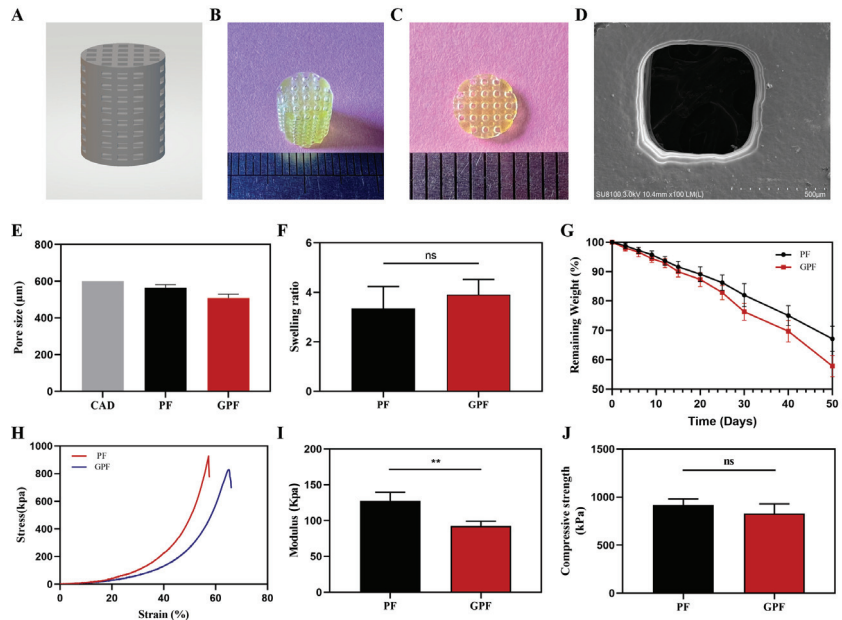 A
B
C
D
SU8100 3.0kV 10.4mm x100 LM(L)
500μm
E
Pore size (μm)
800
600
400
200
0
CAD
PF
GPF
F
Swelling ratio
6
4
2
0
ns
PF
GPF
G
Remaining Weight (%)
100
90
80
70
60
50
PF
GPF
0
10
20
30
40
50
Time (Days)
H
Stress(kpa)
1000
800
600
400
200
0
PF
GPF
0
20
40
60
80
Strain (%)
I
Modutus (Kpa)
200
150
100
50
0
**
PF
GPF
J
Compressive strength
(kPa)
1500
1000
500
0
ns
PF
GPF